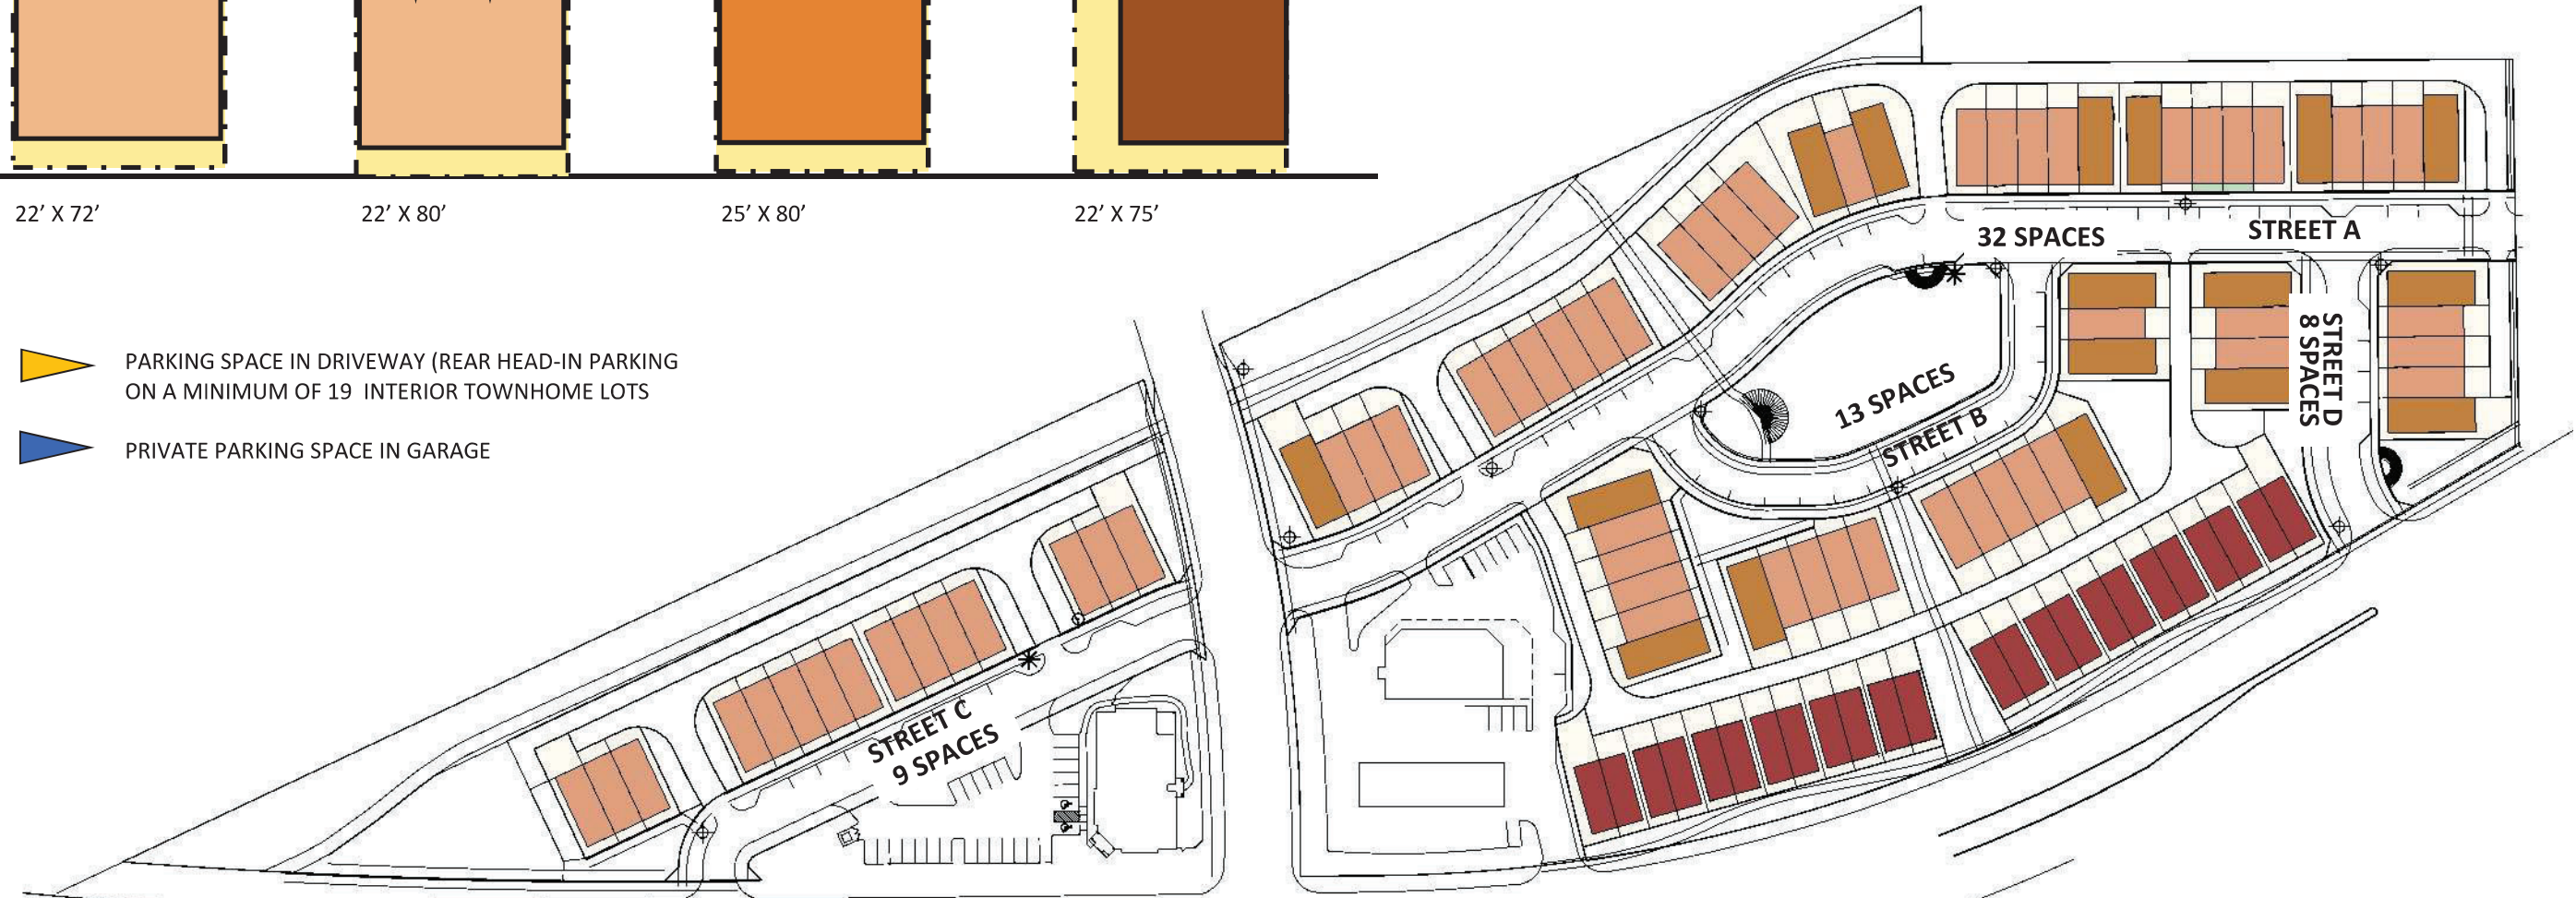 22’ X 72’
22’ X 80’
25’ X 80’
22’ X 75’
PARKING SPACE IN DRIVEWAY (REAR HEAD-IN PARKING
ON A MINIMUM OF 19 INTERIOR TOWNHOME LOTS
PRIVATE PARKING SPACE IN GARAGE
32 SPACES
STREET A
STREET D
8 SPACES
13 SPACES
STREET B
STREET C
9 SPACES